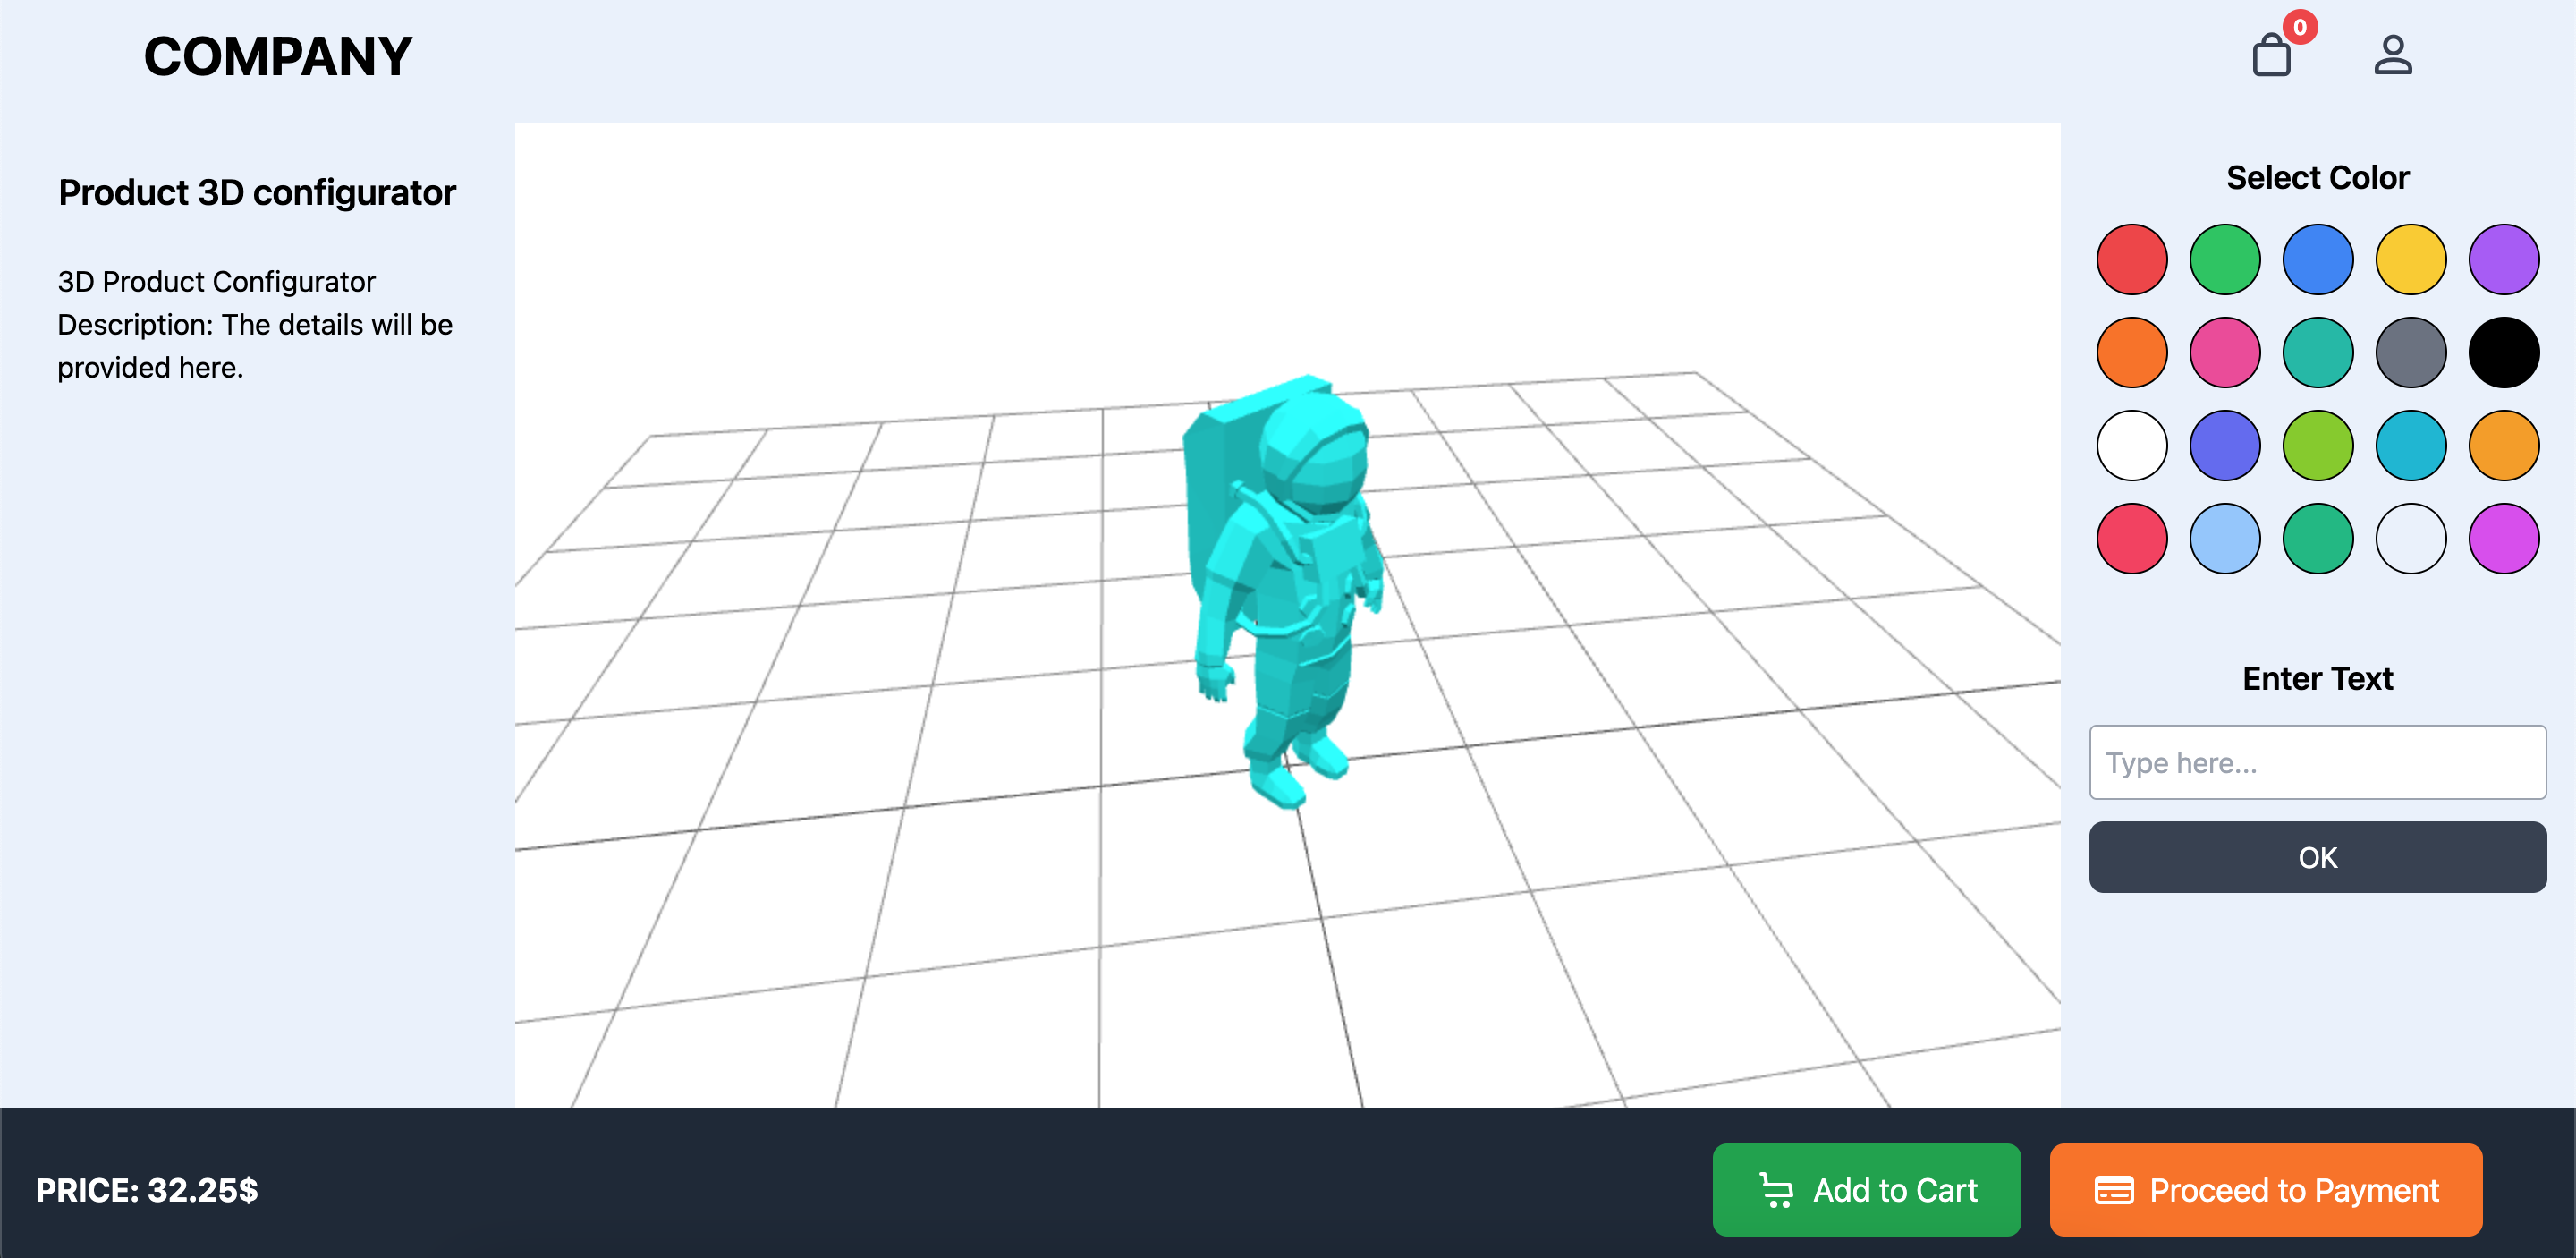 COMPANY
0
Product 3D configurator
3D Product Configurator
Description: The details will be
provided here.
Select Color
Enter Text
Type here...
OK
PRICE: 32.25$
Add to Cart
Proceed to Payment